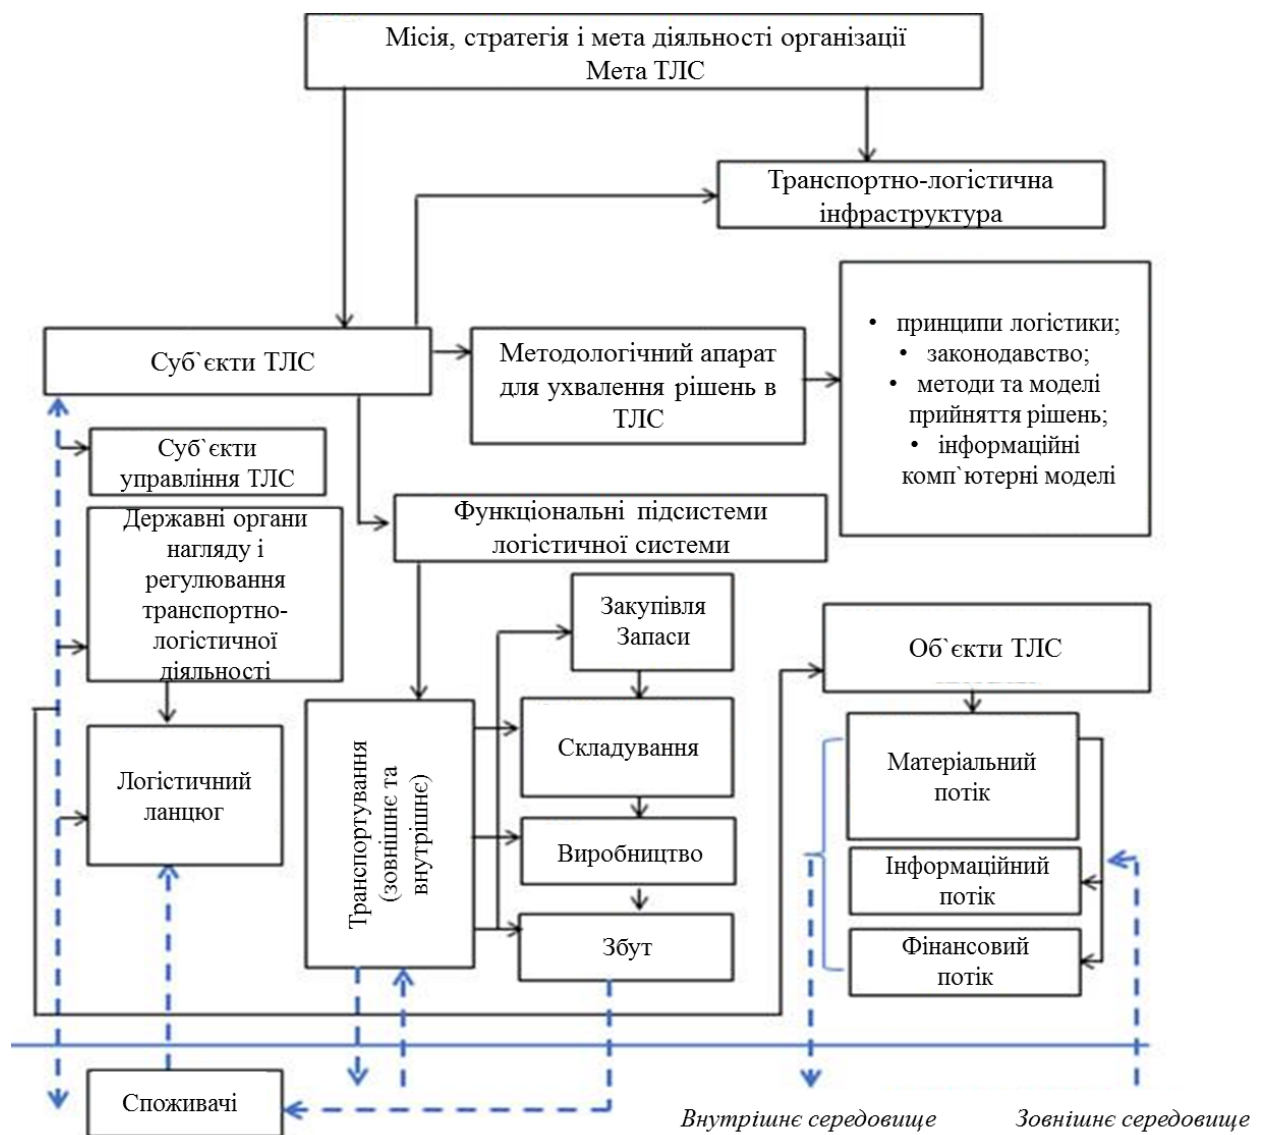 Місія, стратегія і мета діяльності організації
Мета ТЛС
Транспортно-логістична
інфраструктура
Суб`єкти ТЛС
Методологічний апарат
для ухвалення рішень в
ТЛС
• принципи логістики;
• законодавство;
• методи та моделі
прийняття рішень;
• інформаційні
комп`ютерні моделі
Суб`єкти
управління ТЛС
Функціональні підсистеми
логістичної системи
Державні органи
нагляду і
регулювання
транспортно-
логістичної
діяльності
Закупівля
Запаси
Об`єкти ТЛС
Логістичний
ланцюг
Транспортування
(зовнішнє та
внутрішнє)
Складування
Виробництво
Збут
Матеріальний
потік
Інформаційний
потік
Фінансовий
потік
Споживачі
Внутрішнє середовище
Зовнішнє середовище